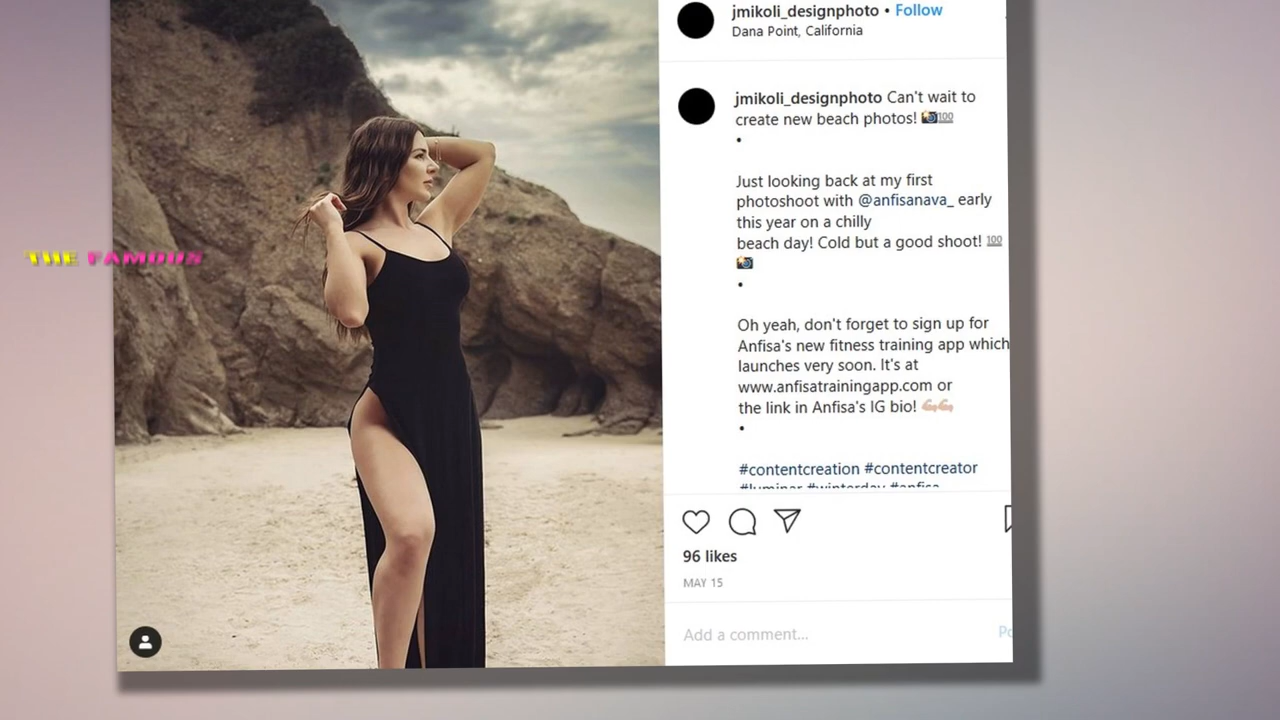 jmikoli_designphoto • Follow
Dana Point, California
jmikoli_designphoto Can't wait to
create new beach photos! 📸💯
•
Just looking back at my first
photoshoot with @anfisanava_ early
this year on a chilly
beach day! Cold but a good shoot! 💯
📸
•
Oh yeah, don't forget to sign up for
Anfisa's new fitness training app which
launches very soon. It's at
www.anfisatrainingapp.com or
the link in Anfisa's IG bio! 💪🏻💪🏻
•
#contentcreation #contentcreator
#luminar #winterday #anfisa
96 likes
MAY 15
Add a comment...
THE FAMOUS